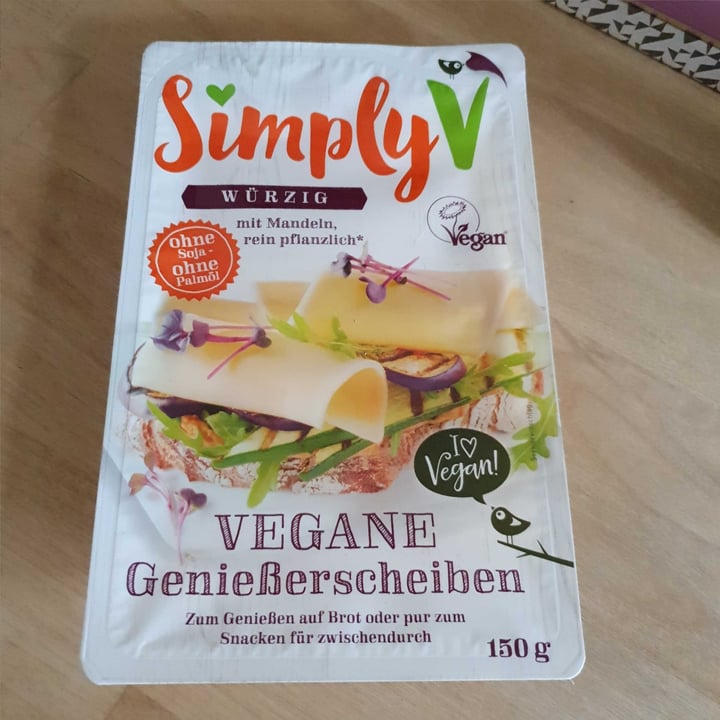 Simply V
WÜRZIG
mit Mandeln,
rein pflanzlich*
Vegan
ohne
Soja -
ohne
Palmöl
I♡
Vegan!
VEGANE
Genießerscheiben
Zum Genießen auf Brot oder pur zum
Snacken für zwischendurch
150 g